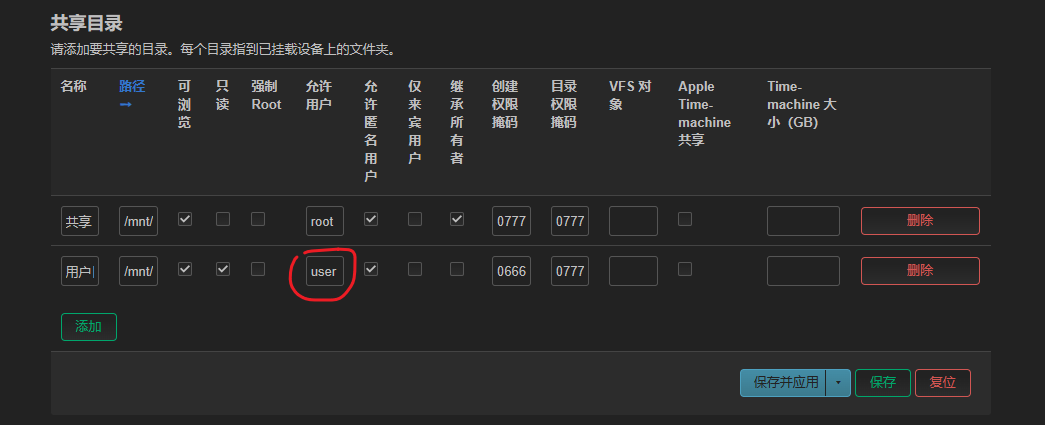 共享目录
请添加要共享的目录。每个目录指到已挂载设备上的文件夹。
名称 路径 可浏览 只读 强制 Root 允许用户 允许匿名用户 仅来宾用户 继承所有者 创建权限掩码 目录权限掩码 VFS 对象 Apple Time-machine 共享 Time-machine 大小（GB）
共享 /mnt/ root 0777 0777 删除
用户 /mnt/ user 0666 0777 删除
添加
保存并应用 保存 复位